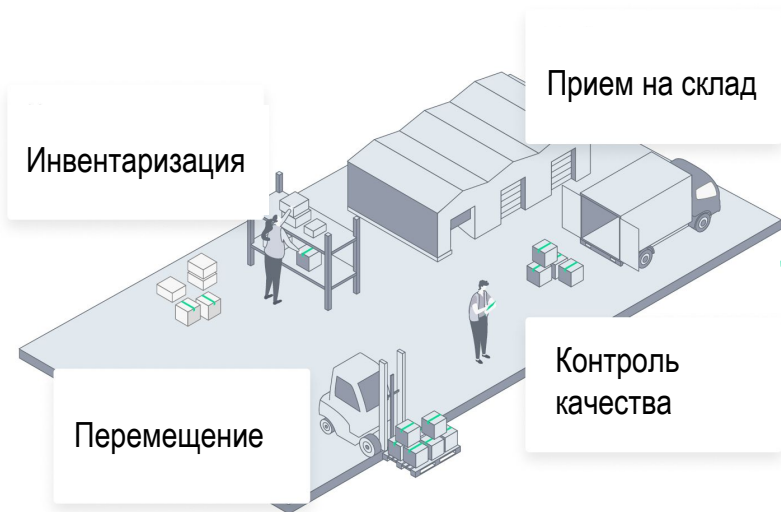 Прием на склад
Инвентаризация
Контроль
качества
Перемещение